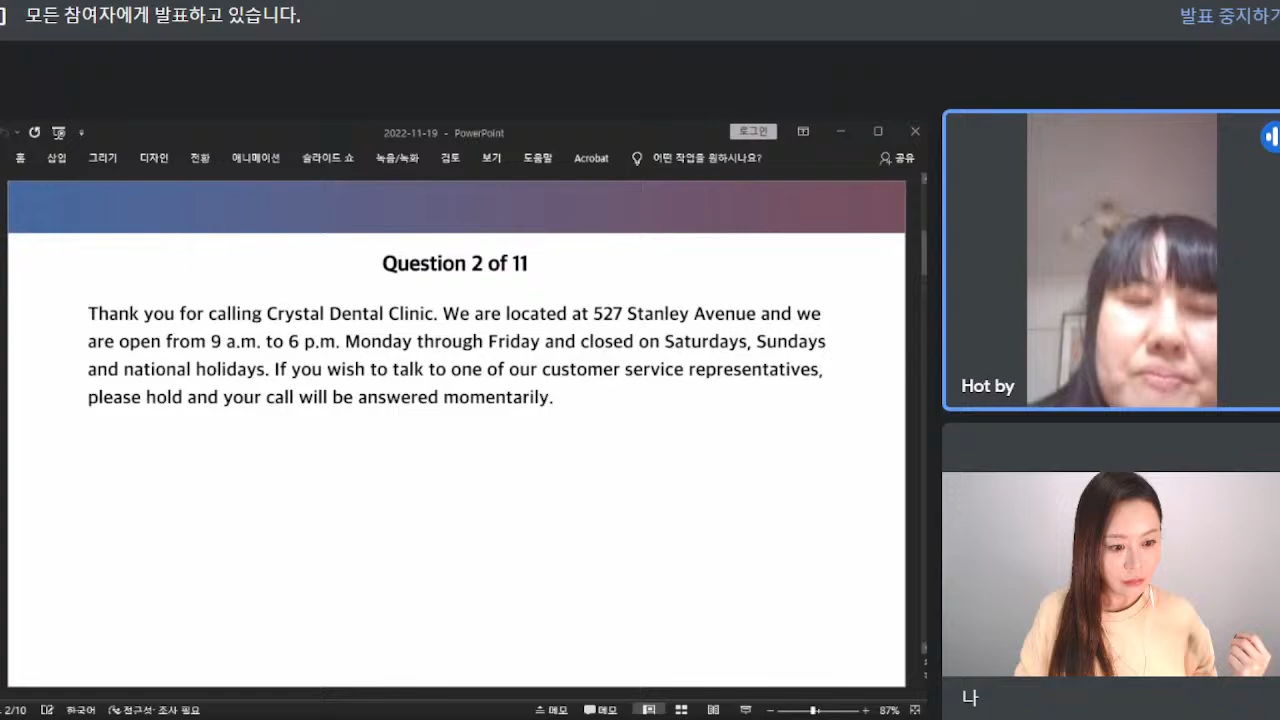 모든 참여자에게 발표하고 있습니다.
발표 중지하기
2022-11-19 - PowerPoint
로그인
홈 삽입 그리기 디자인 전환 애니메이션 슬라이드 쇼 녹음/녹화 검토 보기 도움말 Acrobat 어떤 작업을 원하시나요? 공유
Question 2 of 11
Thank you for calling Crystal Dental Clinic. We are located at 527 Stanley Avenue and we
are open from 9 a.m. to 6 p.m. Monday through Friday and closed on Saturdays, Sundays
and national holidays. If you wish to talk to one of our customer service representatives,
please hold and your call will be answered momentarily.
Hot by
나
2/10 한국어 접근성: 조사 필요 메모 메모 87%